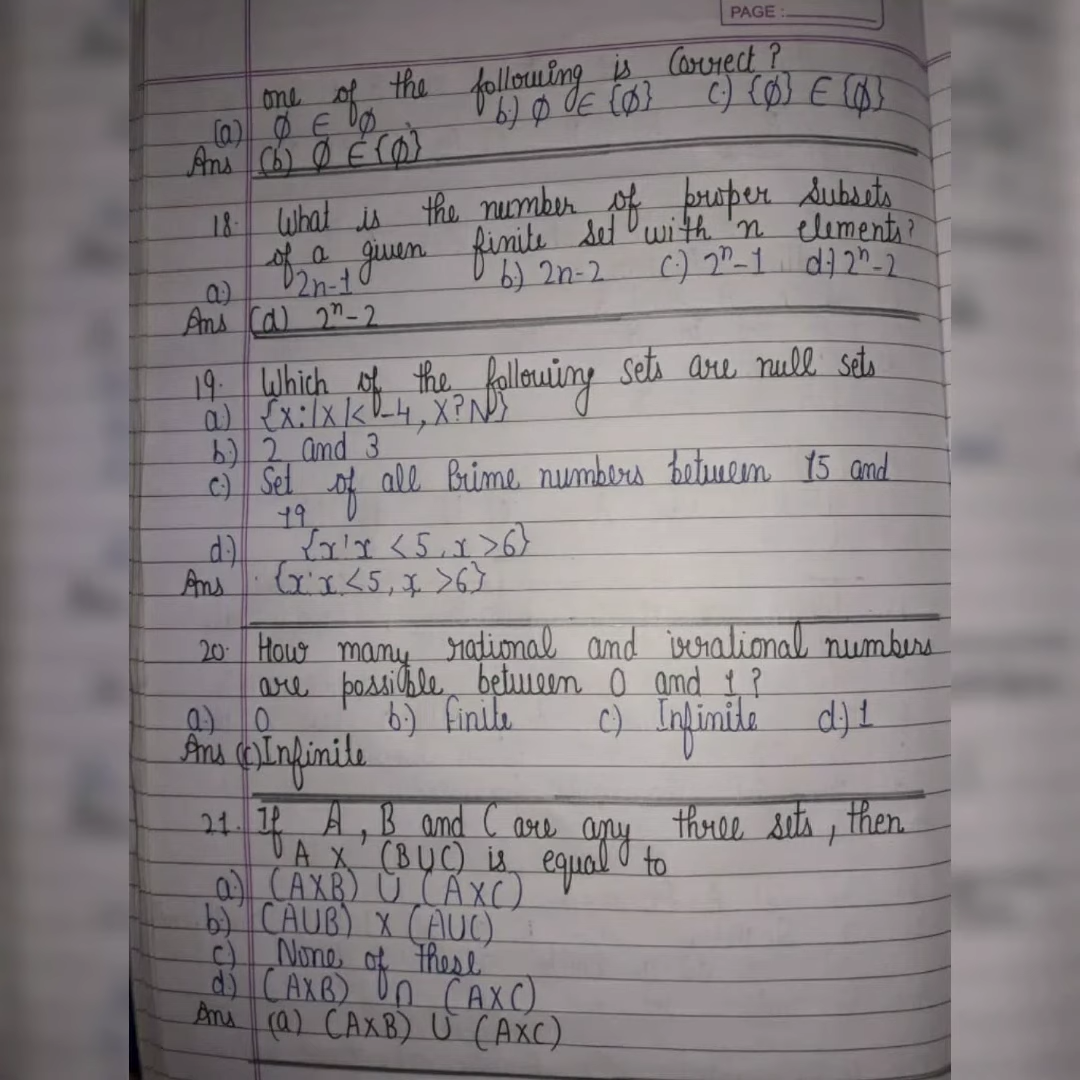 PAGE :
one of the following is Correct ?
(a) Ø ∈ Ø b.) Ø ∈ {Ø} c.) {Ø} ∈ {Ø}
Ans (b) Ø ∈ {Ø}
18. What is the number of proper subsets
of a given finite set with n elements?
a.) 2n-1 b.) 2n-2 c.) 2ⁿ-1 d.) 2ⁿ-2
Ans (d) 2ⁿ-2
19. Which of the following sets are null sets
a.) {X:|X|<-4, X?N}
b.) 2 and 3
c.) Set of all Prime numbers between 15 and
19
d.) {x'x < 5, x > 6}
Ans {x'x < 5, x > 6}
20. How many rational and irrational numbers
are possible between 0 and 1 ?
a.) 0 b.) finite c.) Infinite d.) 1
Ans (c) Infinite
21. If A, B and C are any three sets, then
A X (BUC) is equal to
a.) (AXB) U (AXC)
b.) (AUB) X (AUC)
c.) None of these
d.) (AXB) ∩ (AXC)
Ans (a) (AXB) U (AXC)